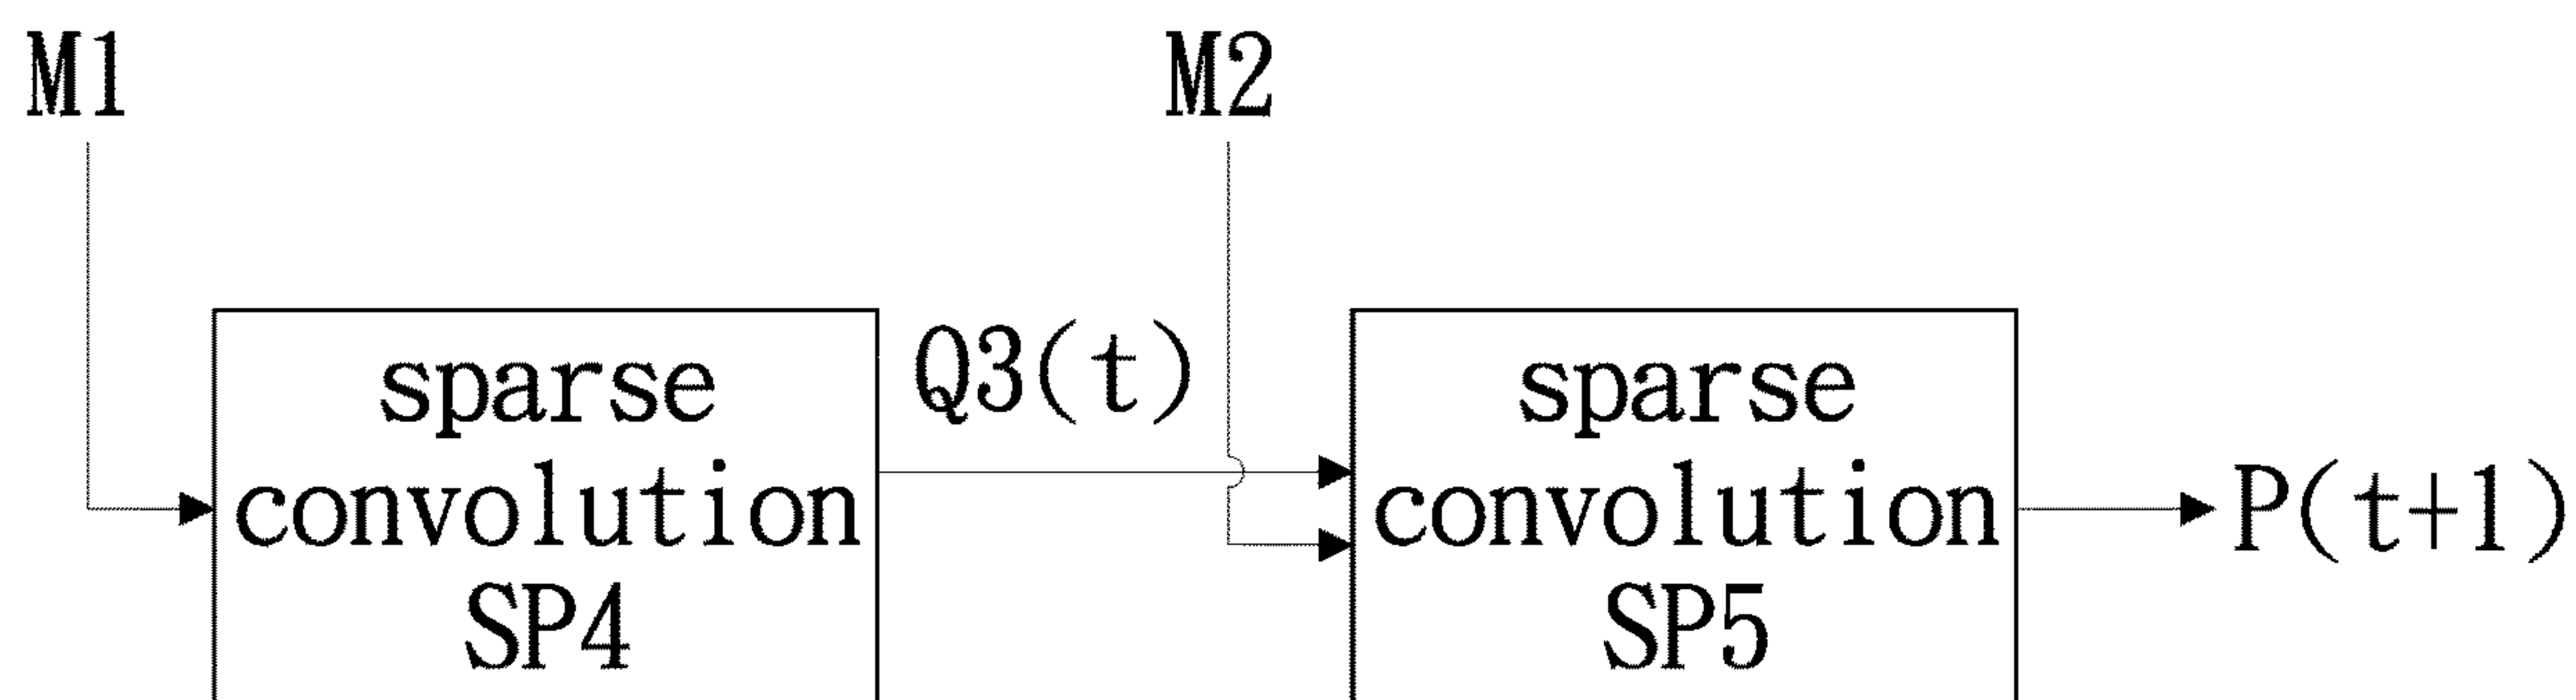 M1
M2
sparse
convolution
SP4
Q3(t)
sparse
convolution
SP5
P(t+1)